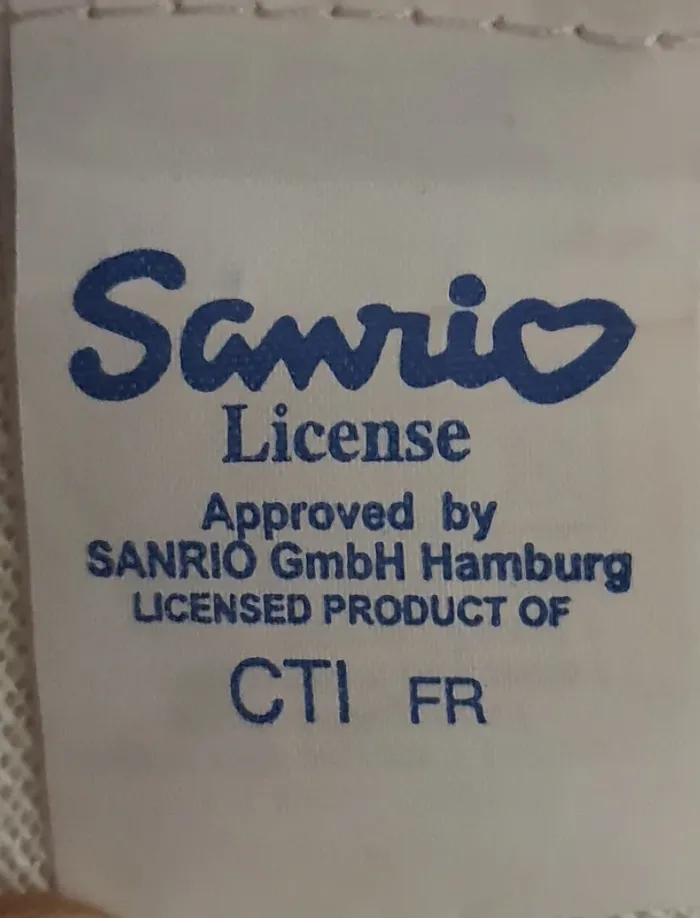 Sanrio
License
Approved by
SANRIO GmbH Hamburg
LICENSED PRODUCT OF
CTI FR